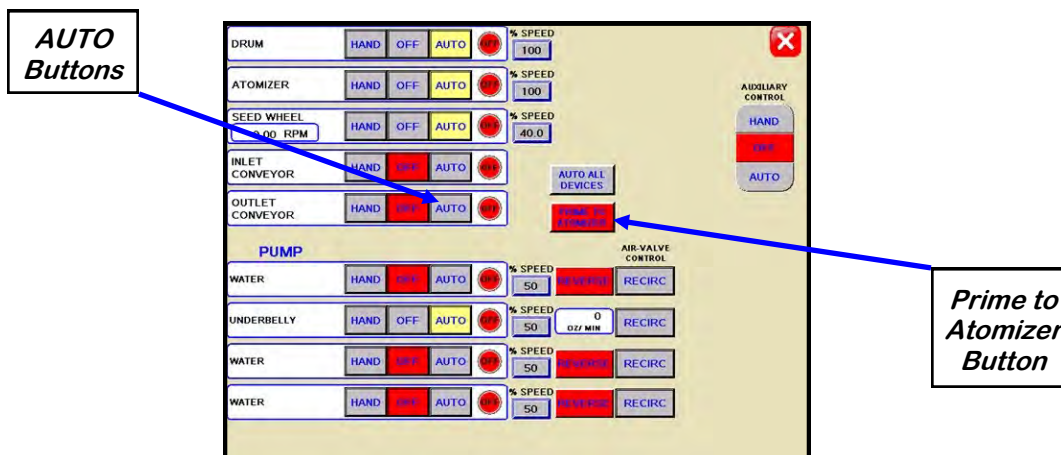 AUTO
Buttons
DRUM
HAND OFF AUTO OFF
% SPEED
100
ATOMIZER
HAND OFF AUTO OFF
% SPEED
100
SEED WHEEL
0.00 RPM
HAND OFF AUTO OFF
% SPEED
40.0
INLET
CONVEYOR
HAND OFF AUTO OFF
OUTLET
CONVEYOR
HAND OFF AUTO OFF
AUTO ALL
DEVICES
PRIME TO
ATOMIZER
AUXILIARY
CONTROL
HAND
OFF
AUTO
PUMP
AIR-VALVE
CONTROL
WATER
HAND OFF AUTO OFF
% SPEED
50
REVERSE
RECIRC
UNDERBELLY
HAND OFF AUTO OFF
% SPEED
50
0
OZ/ MIN
RECIRC
WATER
HAND OFF AUTO OFF
% SPEED
50
REVERSE
RECIRC
WATER
HAND OFF AUTO OFF
% SPEED
50
REVERSE
RECIRC
Prime to
Atomizer
Button